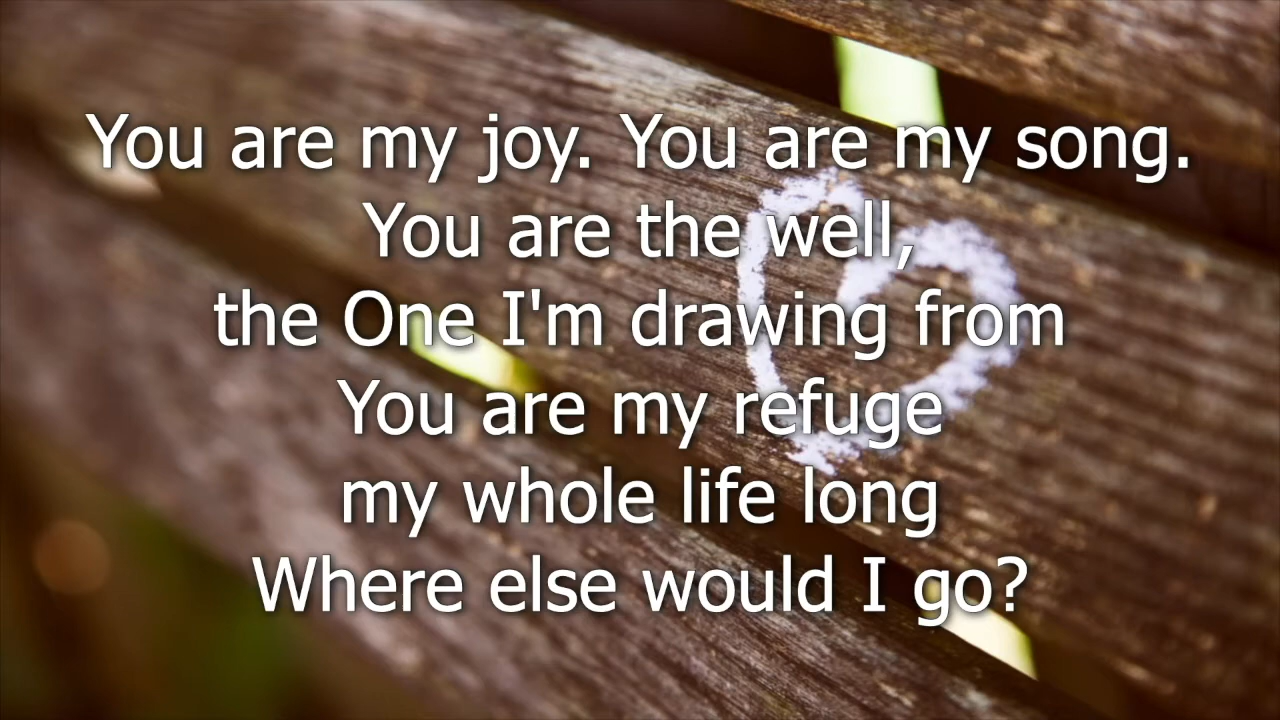 You are my joy. You are my song.
You are the well,
the One I'm drawing from
You are my refuge
my whole life long
Where else would I go?